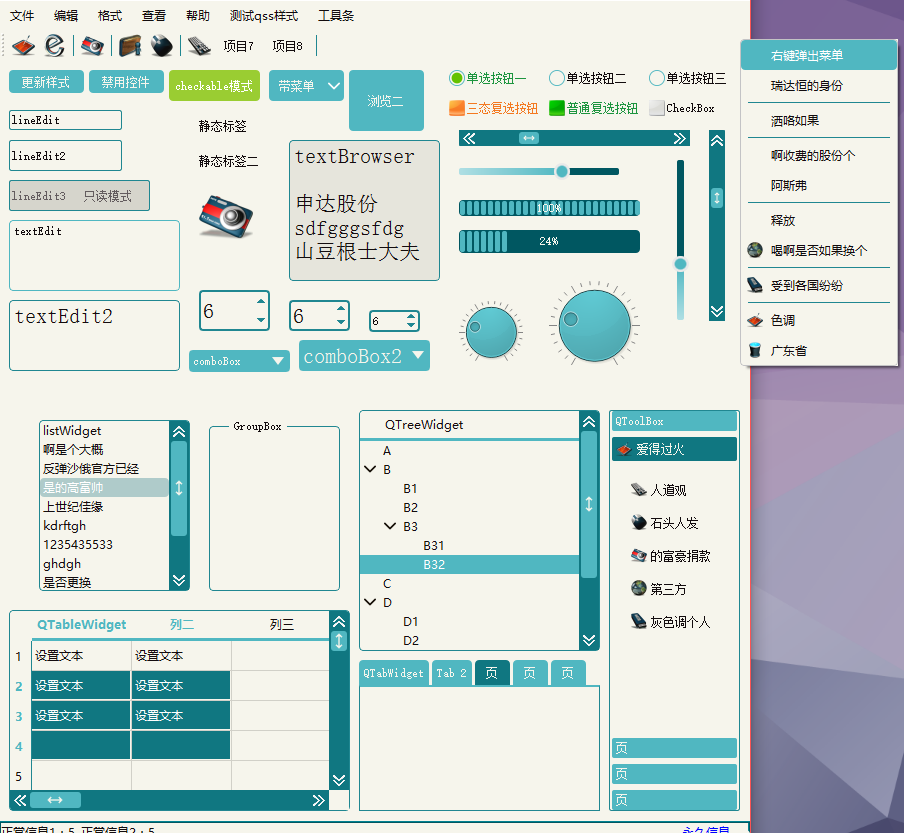 文件 编辑 格式 查看 帮助 测试qss样式 工具条
项目7 项目8
更新样式 禁用控件 checkable模式 带菜单 浏览二
单选按钮一 单选按钮二 单选按钮三
三态复选按钮 普通复选按钮 CheckBox
lineEdit
lineEdit2
lineEdit3 只读模式
textEdit
textEdit2
静态标签
静态标签二
textBrowser
申达股份
sdfgggsfdg
山豆根士大夫
100%
24%
6 6 6
comboBox comboBox2
右键弹出菜单
瑞达恒的身份
洒咯如果
啊收费的股份个
阿斯弗
释放
喝啊是否如果换个
受到各国纷纷
色调
广东省
listWidget
啊是个大概
反弹沙俄官方已经
是的高富帅
上世纪佳缘
kdrftgh
1235435533
ghdgh
是否更换
GroupBox
QTreeWidget
A
B
B1
B2
B3
B31
B32
C
D
D1
D2
QToolBox
爱得过火
人道观
石头人发
的富豪捐款
第三方
灰色调个人
页
页
页
QTableWidget 列二 列三
1 设置文本 设置文本
2 设置文本 设置文本
3 设置文本 设置文本
4
5
QTabWidget Tab 2 页 页 页
正常信息1：5 正常信息2：5 永久信息